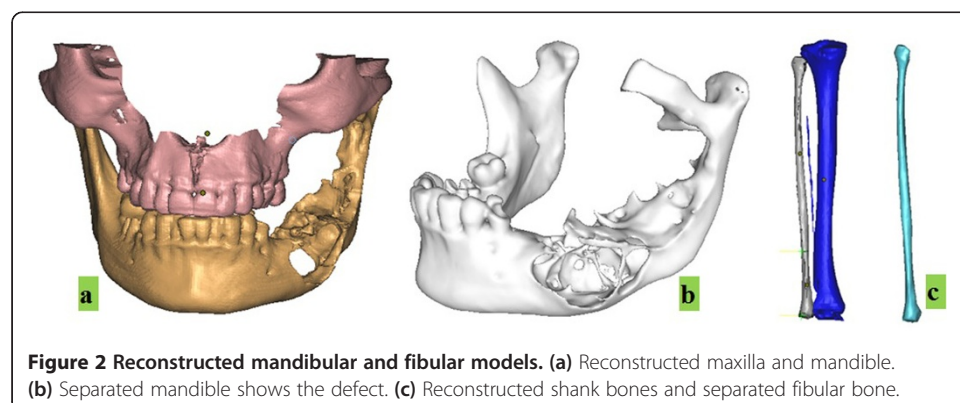 a
b
c
Figure 2 Reconstructed mandibular and fibular models. (a) Reconstructed maxilla and mandible.
(b) Separated mandible shows the defect. (c) Reconstructed shank bones and separated fibular bone.